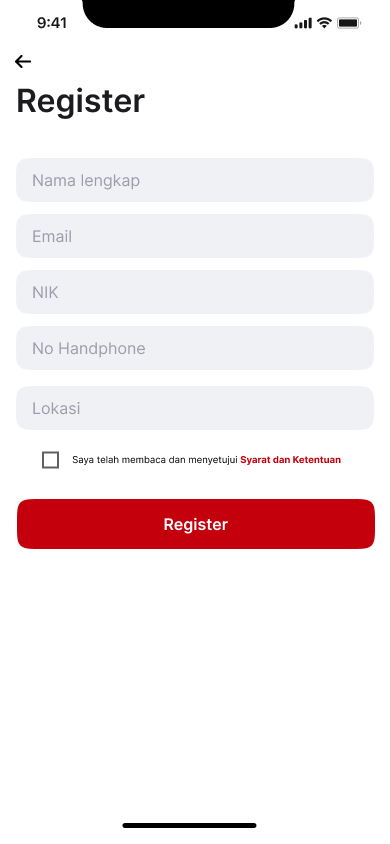 9:41
Register
Nama lengkap
Email
NIK
No Handphone
Lokasi
Saya telah membaca dan menyetujui Syarat dan Ketentuan
Register